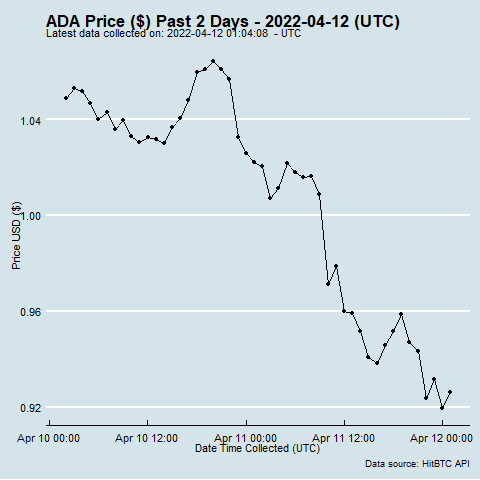 ADA Price ($) Past 2 Days - 2022-04-12 (UTC)
Latest data collected on: 2022-04-12 01:04:08 - UTC
1.04
1.00
0.96
0.92
Price USD ($)
Apr 10 00:00 Apr 10 12:00 Apr 11 00:00 Apr 11 12:00 Apr 12 00:00
Date Time Collected (UTC)
Data source: HitBTC API